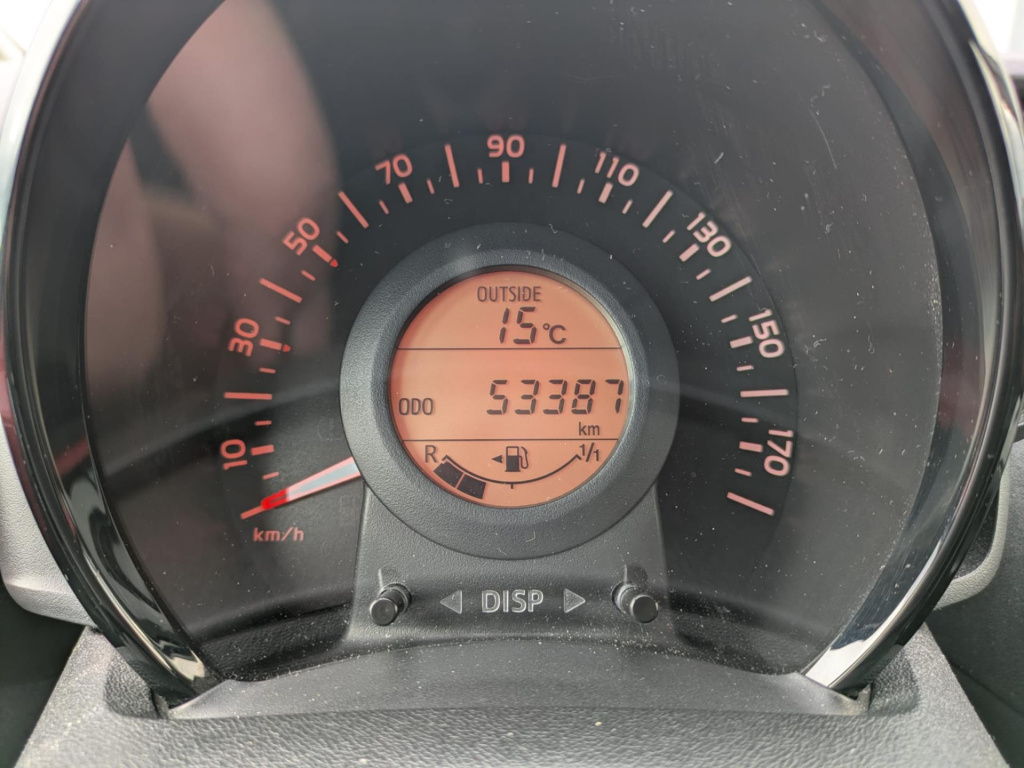 10
30
50
70
90
110
130
150
170
km/h
OUTSIDE
15°C
ODO 53387
km
R 1/1
DISP